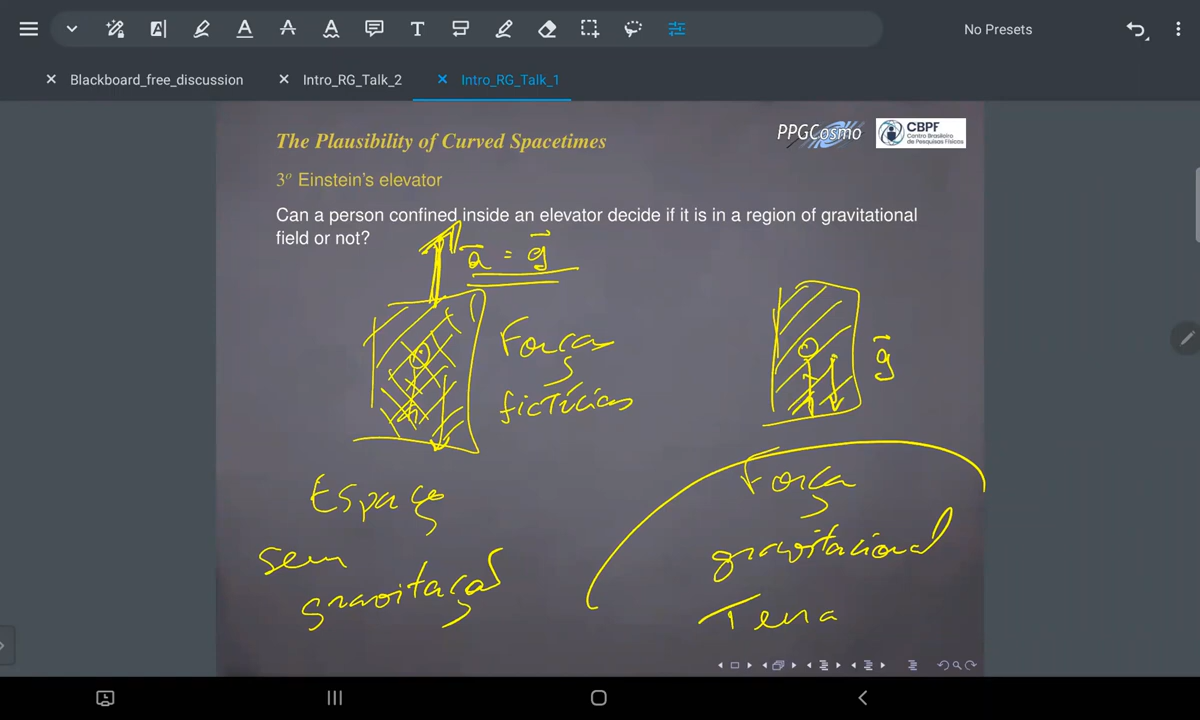 No Presets
Blackboard_free_discussion
Intro_RG_Talk_2
Intro_RG_Talk_1
The Plausibility of Curved Spacetimes
PPGCosmo
CBPF
Centro Brasileiro
de Pesquisas Físicas
3º Einstein's elevator
Can a person confined inside an elevator decide if it is in a region of gravitational
field or not?
a = g
Forças
fictícias
g
Espaço
sem
gravitação
Força
gravitacional
Terra